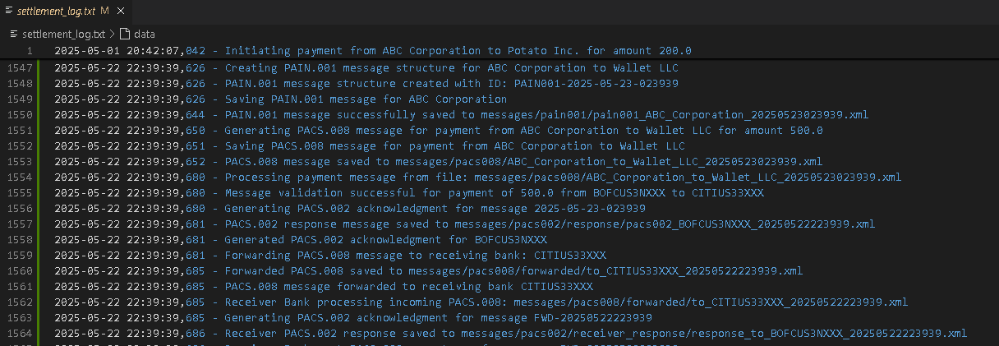 settlement_log.txt M ×
settlement_log.txt > data
1 2025-05-01 20:42:07,042 - Initiating payment from ABC Corporation to Potato Inc. for amount 200.0
1547 2025-05-22 22:39:39,626 - Creating PAIN.001 message structure for ABC Corporation to Wallet LLC
1548 2025-05-22 22:39:39,626 - PAIN.001 message structure created with ID: PAIN001-2025-05-23-023939
1549 2025-05-22 22:39:39,626 - Saving PAIN.001 message for ABC Corporation
1550 2025-05-22 22:39:39,644 - PAIN.001 message successfully saved to messages/pain001/pain001_ABC_Corporation_20250523023939.xml
1551 2025-05-22 22:39:39,650 - Generating PACS.008 message for payment from ABC Corporation to Wallet LLC for amount 500.0
1552 2025-05-22 22:39:39,651 - Saving PACS.008 message for payment from ABC Corporation to Wallet LLC
1553 2025-05-22 22:39:39,652 - PACS.008 message saved to messages/pacs008/ABC_Corporation_to_Wallet_LLC_20250523023939.xml
1554 2025-05-22 22:39:39,680 - Processing payment message from file: messages/pacs008/ABC_Corporation_to_Wallet_LLC_20250523023939.xml
1555 2025-05-22 22:39:39,680 - Message validation successful for payment of 500.0 from BOFCUS3NXXX to CITIUS33XXX
1556 2025-05-22 22:39:39,680 - Generating PACS.002 acknowledgment for message 2025-05-23-023939
1557 2025-05-22 22:39:39,681 - PACS.002 response message saved to messages/pacs002/response/pacs002_BOFCUS3NXXX_20250522223939.xml
1558 2025-05-22 22:39:39,681 - Generated PACS.002 acknowledgment for BOFCUS3NXXX
1559 2025-05-22 22:39:39,681 - Forwarding PACS.008 message to receiving bank: CITIUS33XXX
1560 2025-05-22 22:39:39,685 - Forwarded PACS.008 saved to messages/pacs008/forwarded/to_CITIUS33XXX_20250522223939.xml
1561 2025-05-22 22:39:39,685 - PACS.008 message forwarded to receiving bank CITIUS33XXX
1562 2025-05-22 22:39:39,685 - Receiver Bank processing incoming PACS.008: messages/pacs008/forwarded/to_CITIUS33XXX_20250522223939.xml
1563 2025-05-22 22:39:39,685 - Generating PACS.002 acknowledgment for message FWD-20250522223939
1564 2025-05-22 22:39:39,686 - Receiver PACS.002 response saved to messages/pacs002/receiver_response/response_to_BOFCUS3NXXX_20250522223939.xml